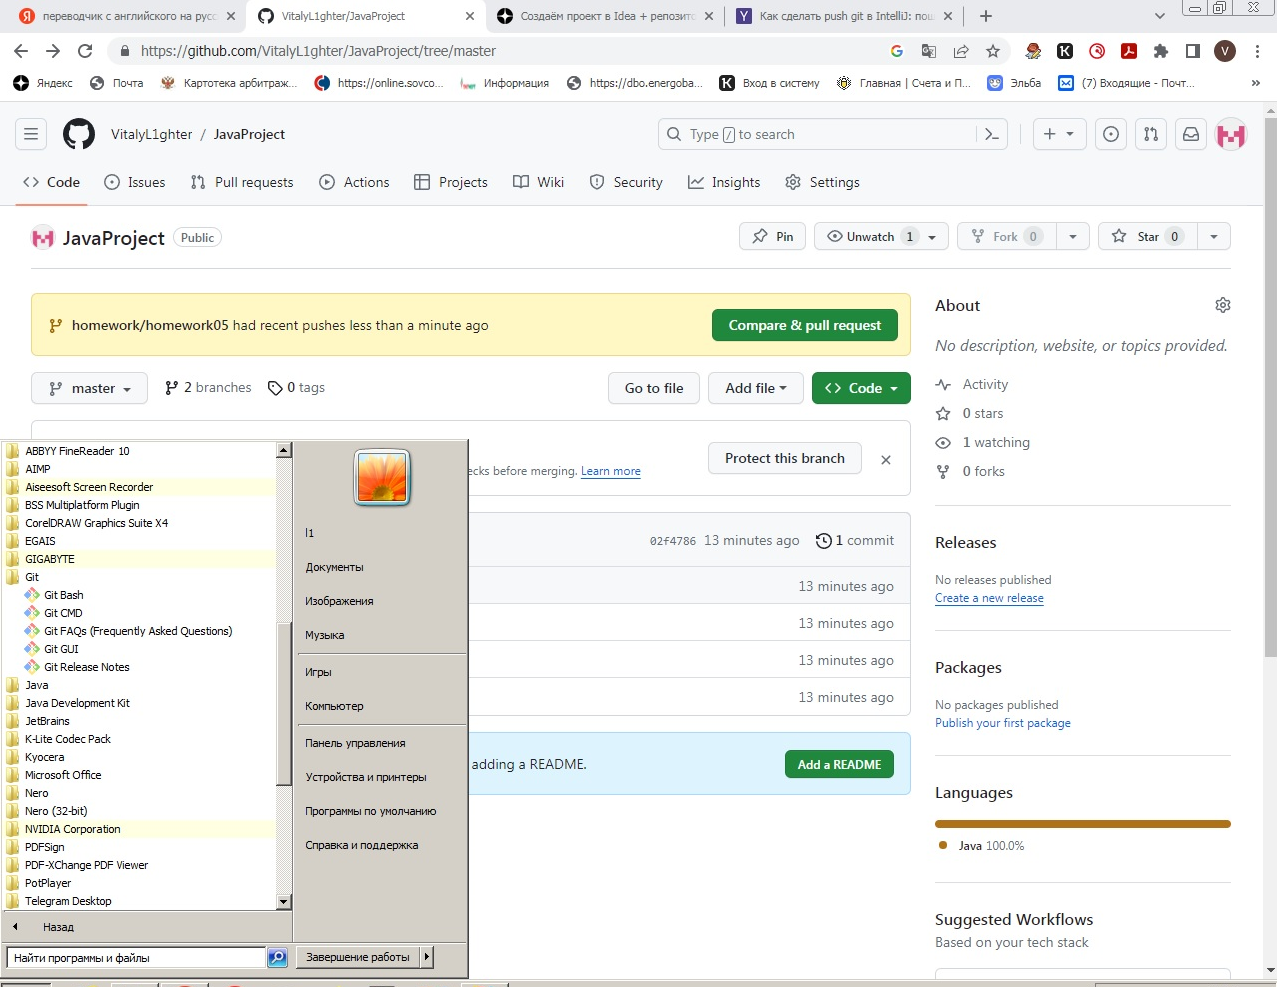 переводчик с английского на русс
VitalyL1ghter/JavaProject
Создаём проект в Idea + репозито
Как сделать push git в IntelliJ: пош
https://github.com/VitalyL1ghter/JavaProject/tree/master
Яндекс
Почта
Картотека арбитраж...
https://online.sovco...
Информация
https://dbo.energoba...
Вход в систему
Главная | Счета и П...
Эльба
(7) Входящие - Почт...
VitalyL1ghter / JavaProject
Type / to search
Code
Issues
Pull requests
Actions
Projects
Wiki
Security
Insights
Settings
JavaProject Public
Pin
Unwatch 1
Fork 0
Star 0
homework/homework05 had recent pushes less than a minute ago
Compare & pull request
master
2 branches
0 tags
Go to file
Add file
Code
ecks before merging. Learn more
Protect this branch
02f4786 13 minutes ago
1 commit
13 minutes ago
13 minutes ago
13 minutes ago
13 minutes ago
adding a README.
Add a README
About
No description, website, or topics provided.
Activity
0 stars
1 watching
0 forks
Releases
No releases published
Create a new release
Packages
No packages published
Publish your first package
Languages
Java 100.0%
Suggested Workflows
Based on your tech stack
ABBYY FineReader 10
AIMP
Aiseesoft Screen Recorder
BSS Multiplatform Plugin
CorelDRAW Graphics Suite X4
EGAIS
GIGABYTE
Git
Git Bash
Git CMD
Git FAQs (Frequently Asked Questions)
Git GUI
Git Release Notes
Java
Java Development Kit
JetBrains
K-Lite Codec Pack
Kyocera
Microsoft Office
Nero
Nero (32-bit)
NVIDIA Corporation
PDFSign
PDF-XChange PDF Viewer
PotPlayer
Telegram Desktop
Назад
Найти программы и файлы
l1
Документы
Изображения
Музыка
Игры
Компьютер
Панель управления
Устройства и принтеры
Программы по умолчанию
Справка и поддержка
Завершение работы